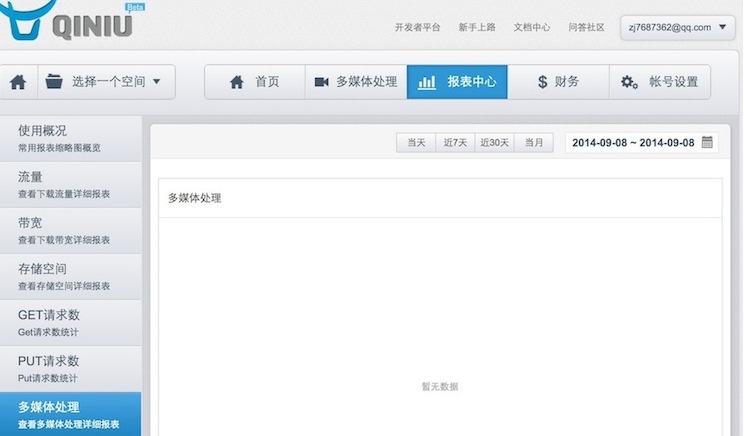 QINIU Beta
开发者平台 新手上路 文档中心 问答社区 zj7687362@qq.com
选择一个空间 首页 多媒体处理 报表中心 $ 财务 帐号设置
使用概况
常用报表缩略图概览
当天 近7天 近30天 当月 2014-09-08 ~ 2014-09-08
流量
查看下载流量详细报表
多媒体处理
带宽
查看下载带宽详细报表
存储空间
查看存储空间详细报表
GET请求数
Get请求数统计
PUT请求数
Put请求数统计
暂无数据
多媒体处理
查看多媒体处理详细报表